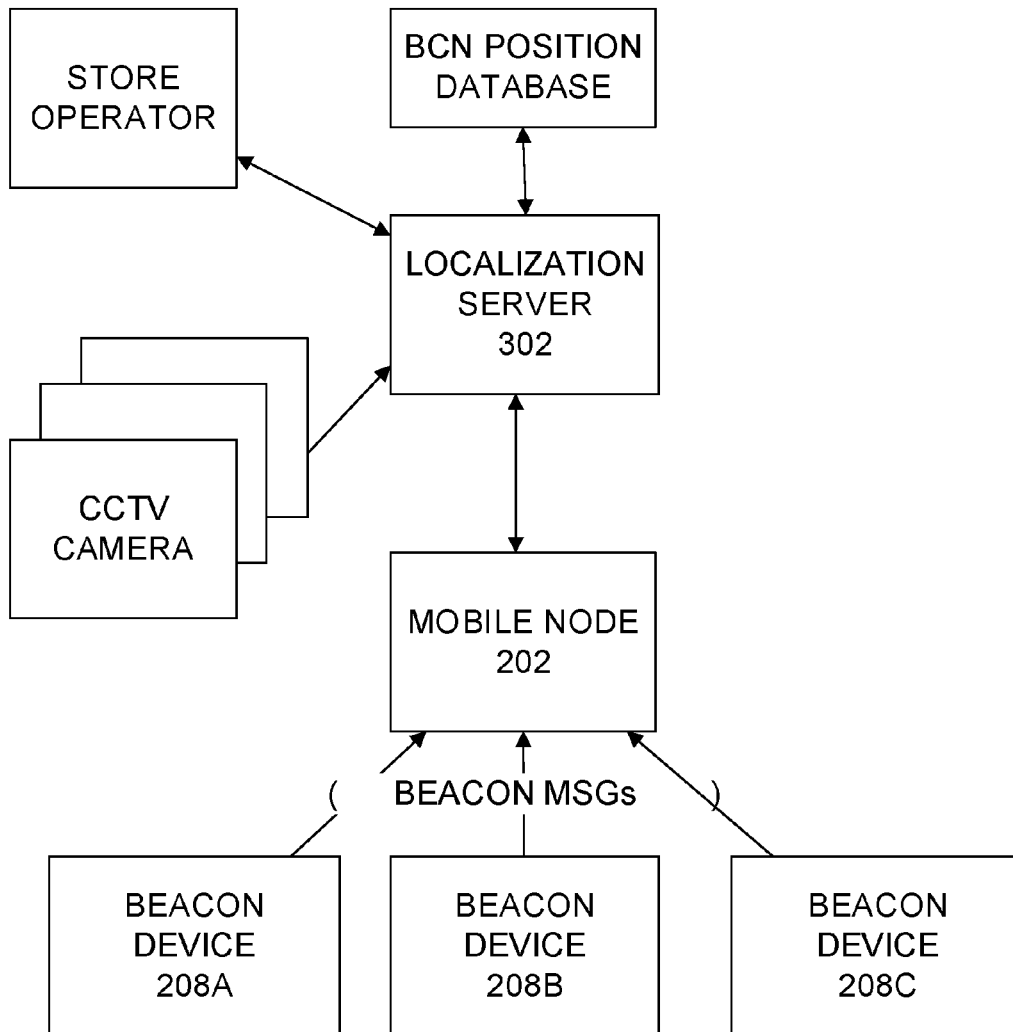 STORE
OPERATOR
BCN POSITION
DATABASE
LOCALIZATION
SERVER
302
CCTV
CAMERA
MOBILE NODE
202
( BEACON MSGs )
BEACON
DEVICE
208A
BEACON
DEVICE
208B
BEACON
DEVICE
208C